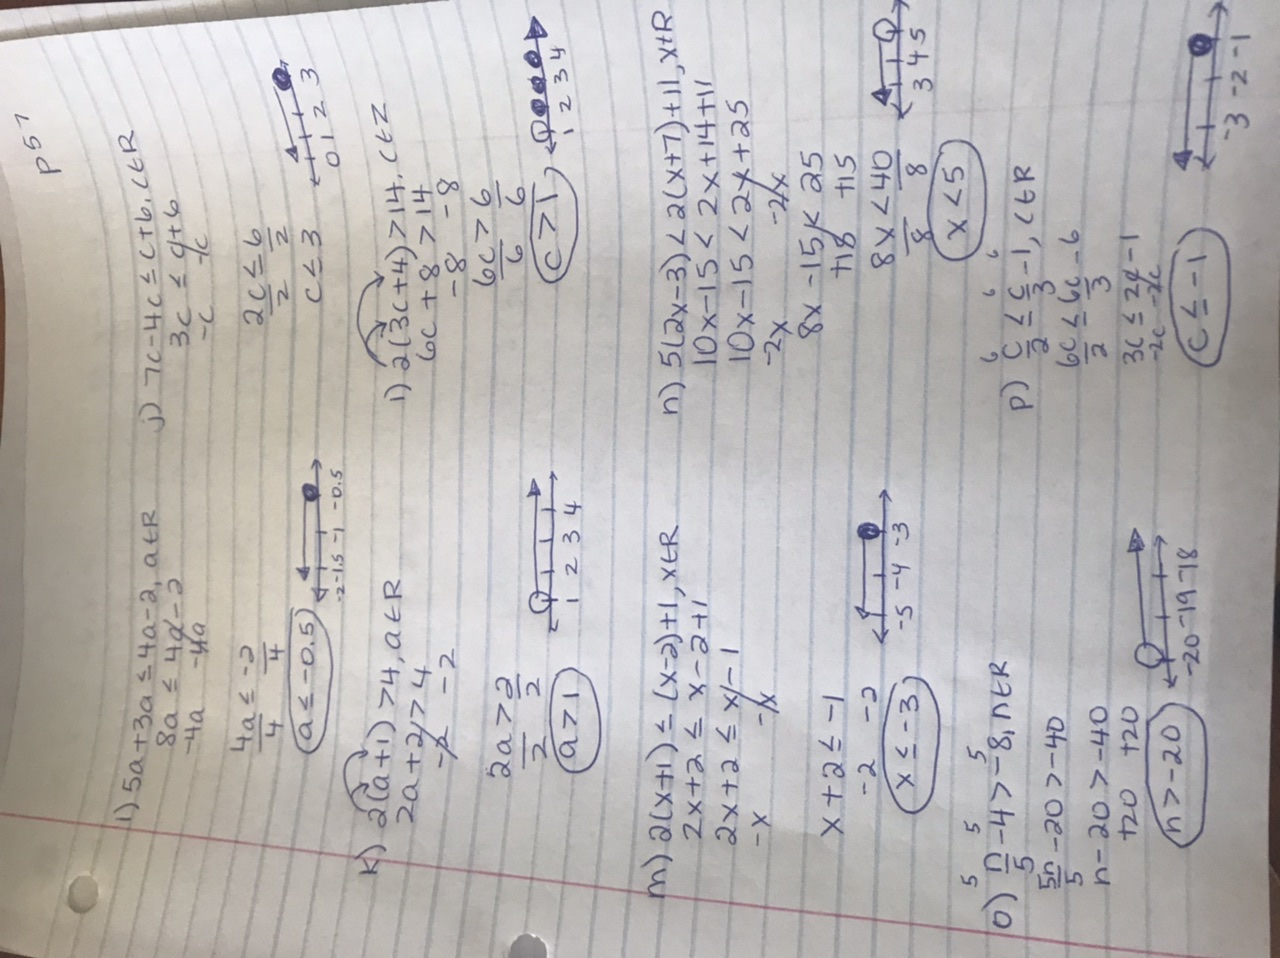 p57
i) 5a+3a ≤ 4a-2, a∈R
8a ≤ 4a-2
-4a -4a
4a ≤ -2
4 4
a ≤ -0.5
-2 -1.5 -1 -0.5
j) 7c-4c ≤ c+6, c∈R
3c ≤ c+6
-c -c
2c ≤ 6
2 2
c ≤ 3
0 1 2 3
k) 2(a+1) >4, a∈R
2a+2 > 4
-2 -2
2a > 2
2 2
a > 1
1 2 3 4
l) 2(3c+4) >14, c∈Z
6c + 8 > 14
-8 -8
6c > 6
6 6
c > 1
1 2 3 4
m) 2(x+1) ≤ (x-2)+1, x∈R
2x+2 ≤ x-2+1
2x+2 ≤ x-1
-x -x
x+2 ≤ -1
-2 -2
x ≤ -3
-5 -4 -3
n) 5(2x-3) < 2(x+7)+11, x∈R
10x-15 < 2x+14+11
10x-15 < 2x+25
-2x -2x
8x -15 < 25
+18 +15
8x < 40
8 8
x < 5
3 4 5
5 5 5
o) n -4 > -8, n∈R
5
5n -20 > -40
5
n-20 > -40
+20 +20
n > -20
-20 -19 -18
6 6 6
p) c ≤ c -1, c∈R
2 3
6c ≤ 6c -6
2 3
3c ≤ 2c -1
-2c -2c
c ≤ -1
-3 -2 -1